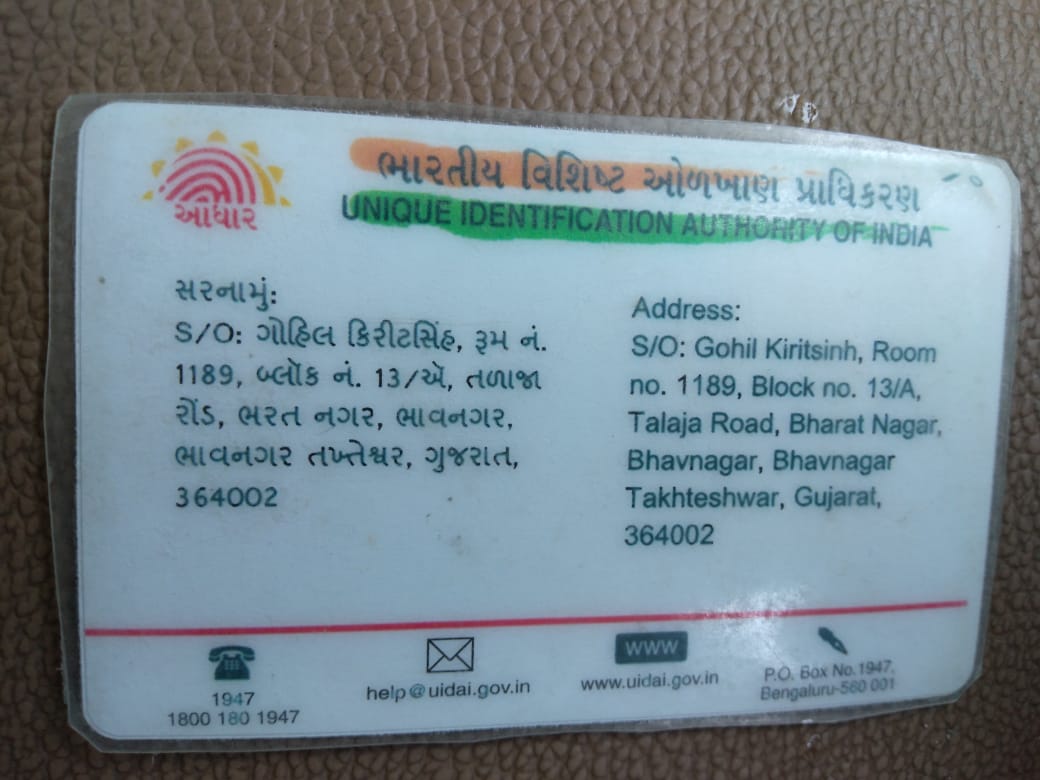 આધાર
ભારતીય વિશિષ્ટ ઓળખાણ પ્રાધિકરણ
UNIQUE IDENTIFICATION AUTHORITY OF INDIA
સરનામું:
S/O: ગોહિલ કિરીટસિંહ, રૂમ નં.
1189, બ્લૉક નં. 13/એ, તળાજા
રોંડ, ભરત નગર, ભાવનગર,
ભાવનગર તખ્તેશ્વર, ગુજરાત,
364002
Address:
S/O: Gohil Kiritsinh, Room
no. 1189, Block no. 13/A,
Talaja Road, Bharat Nagar,
Bhavnagar, Bhavnagar
Takhteshwar, Gujarat,
364002
1947
1800 180 1947
help@uidai.gov.in
WWW
www.uidai.gov.in
P.O. Box No.1947,
Bengaluru-560 001